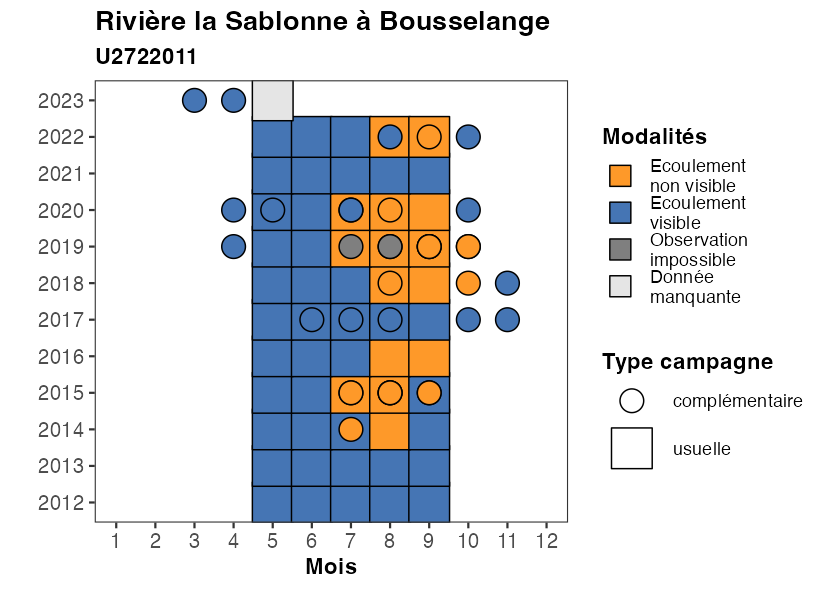 Rivière la Sablonne à Bousselange
U2722011
2023
2022
2021
2020
2019
2018
2017
2016
2015
2014
2013
2012
1 2 3 4 5 6 7 8 9 10 11 12
Mois
Modalités
Ecoulement
non visible
Ecoulement
visible
Observation
impossible
Donnée
manquante
Type campagne
complémentaire
usuelle